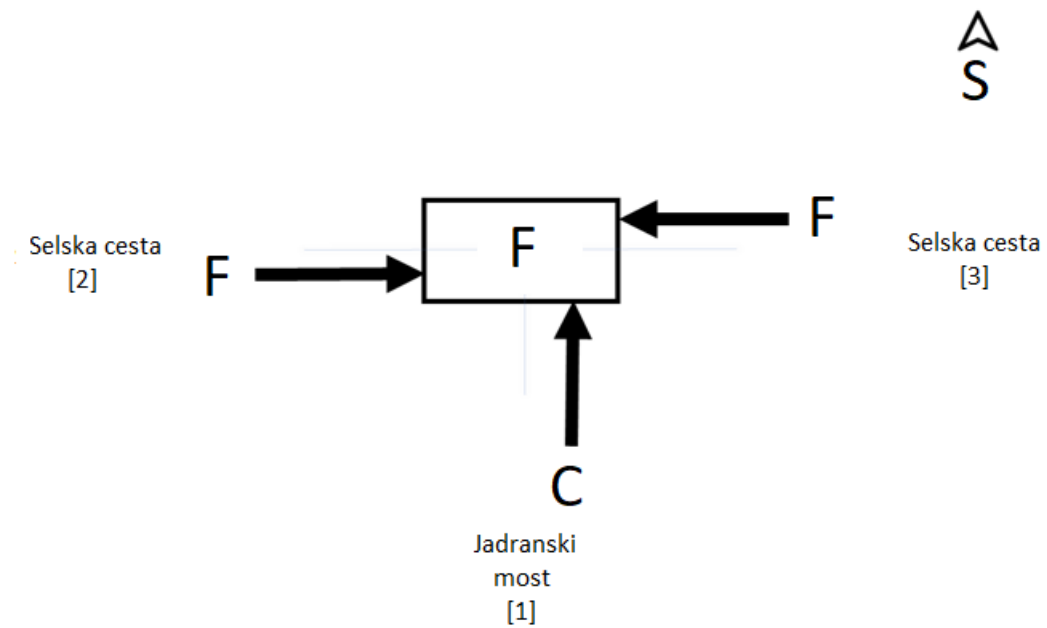 S
F
F
Selska cesta
[2]
Selska cesta
[3]
F
C
Jadranski
most
[1]